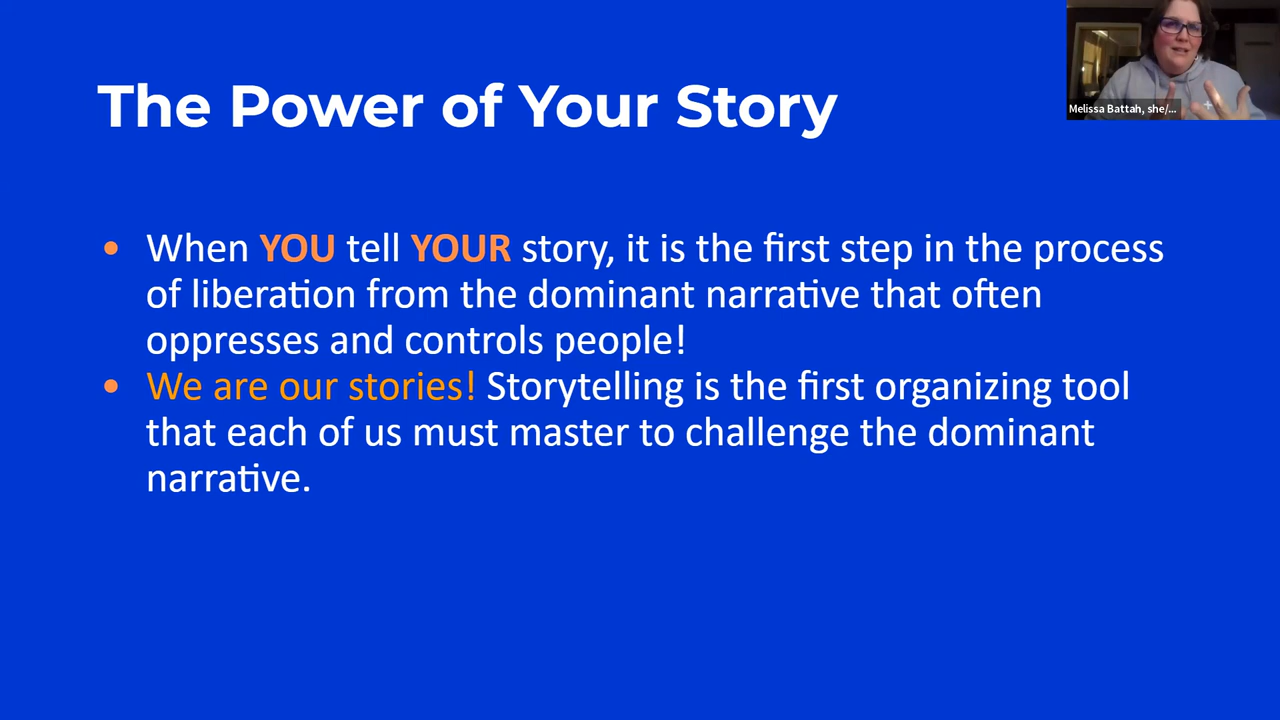 The Power of Your Story
Melissa Battah, she/...
• When YOU tell YOUR story, it is the first step in the process
of liberation from the dominant narrative that often
oppresses and controls people!
• We are our stories! Storytelling is the first organizing tool
that each of us must master to challenge the dominant
narrative.